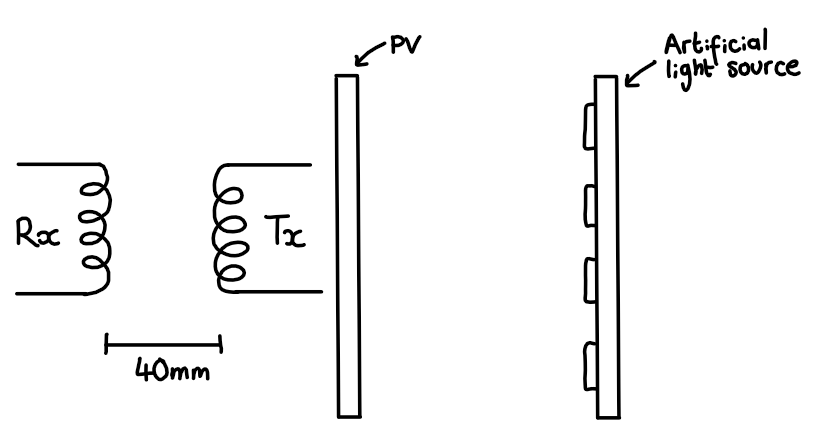 PV
Artificial
light source
Rx
Tx
40mm